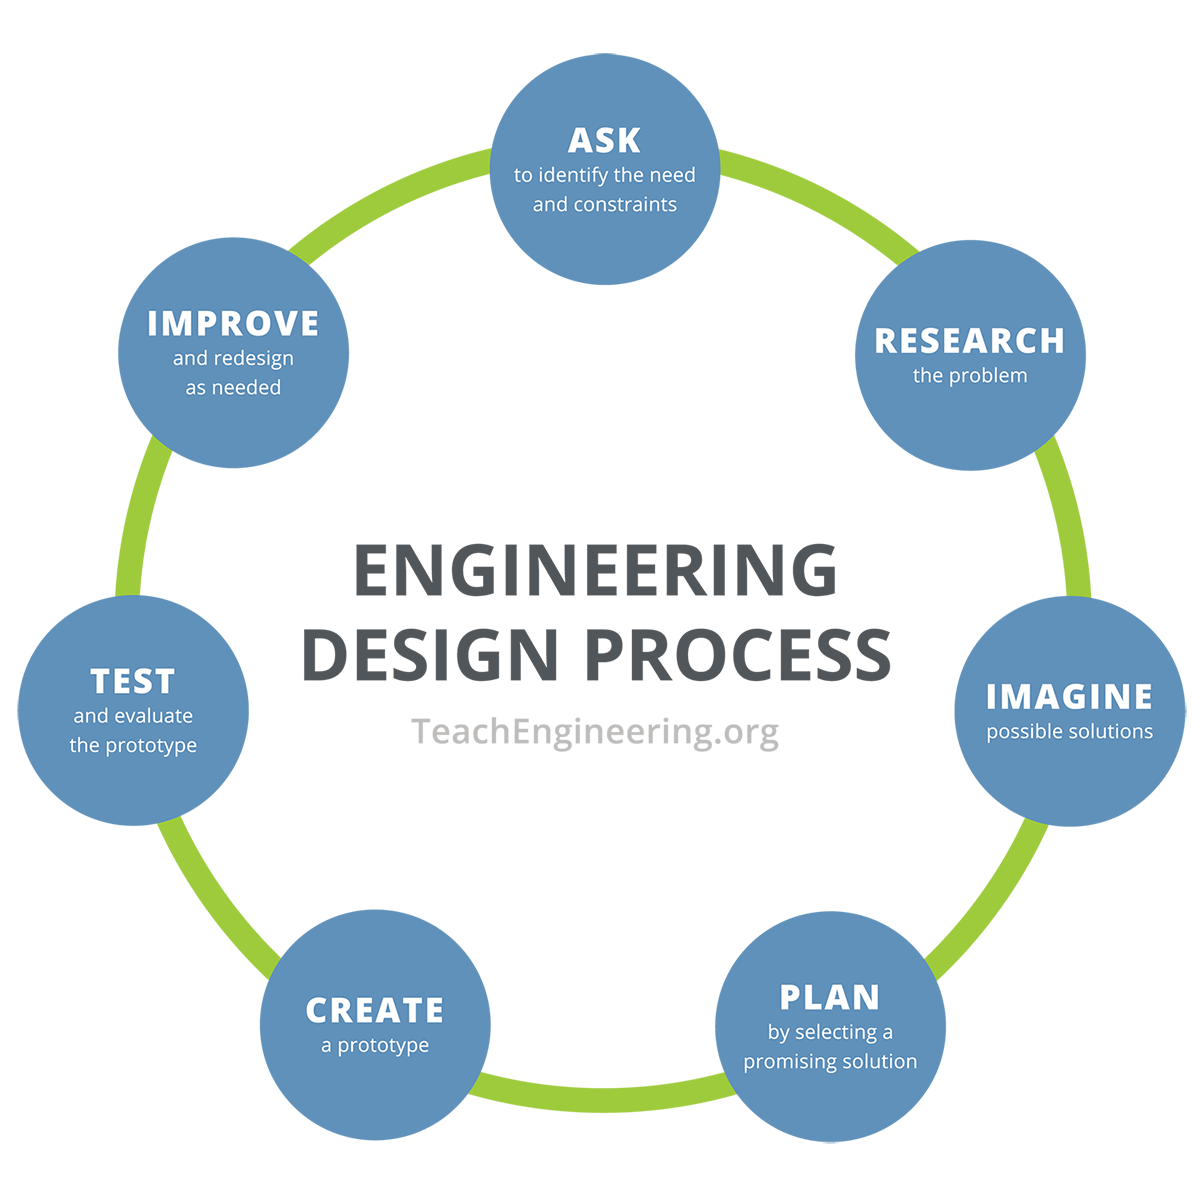 ASK
to identify the need
and constraints
RESEARCH
the problem
IMAGINE
possible solutions
PLAN
by selecting a
promising solution
CREATE
a prototype
TEST
and evaluate
the prototype
IMPROVE
and redesign
as needed
ENGINEERING
DESIGN PROCESS
TeachEngineering.org